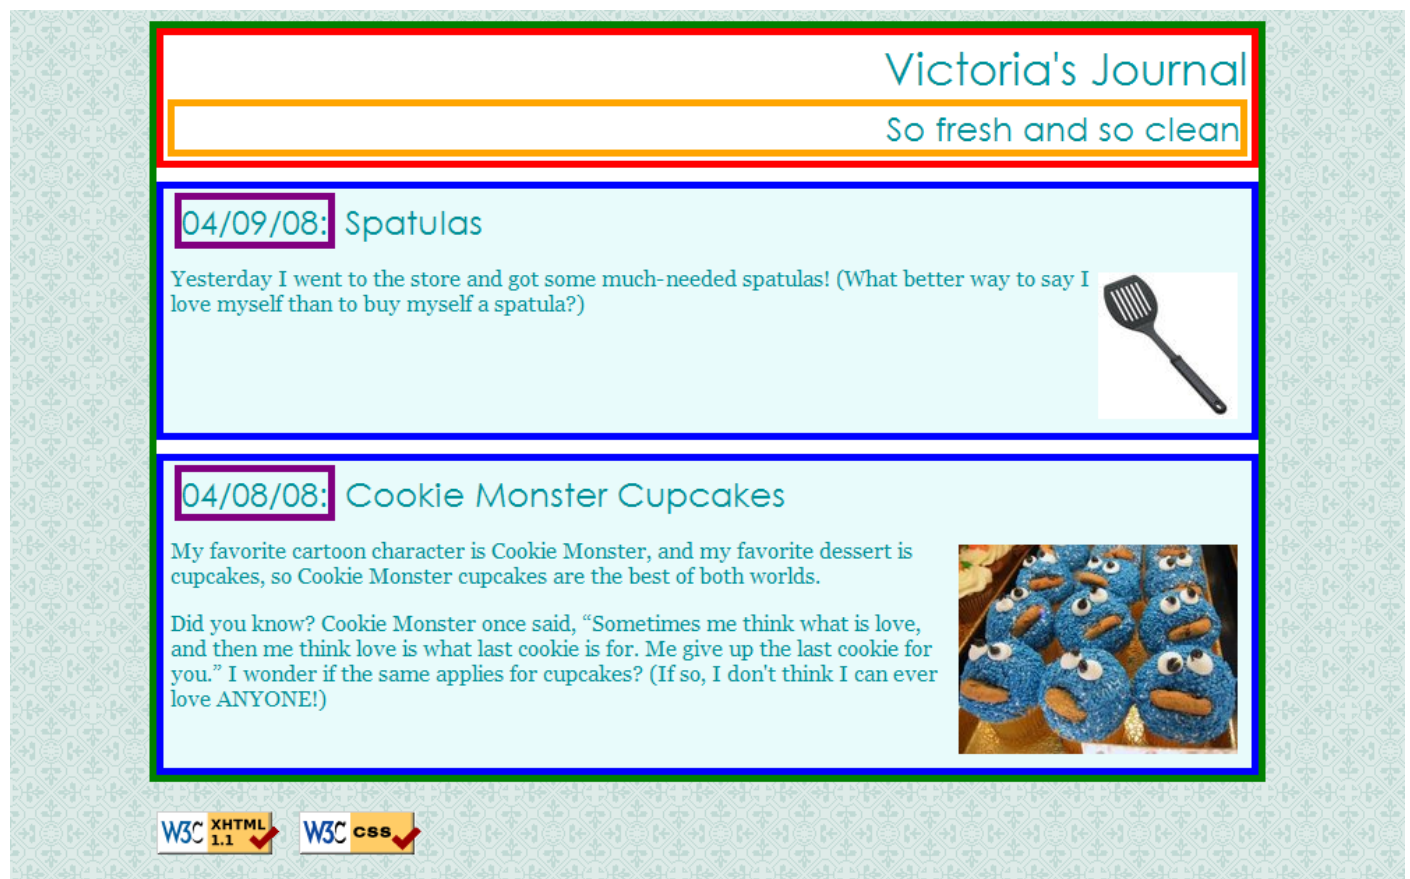 Victoria's Journal
So fresh and so clean
04/09/08: Spatulas
Yesterday I went to the store and got some much-needed spatulas! (What better way to say I
love myself than to buy myself a spatula?)
04/08/08: Cookie Monster Cupcakes
My favorite cartoon character is Cookie Monster, and my favorite dessert is
cupcakes, so Cookie Monster cupcakes are the best of both worlds.
Did you know? Cookie Monster once said, “Sometimes me think what is love,
and then me think love is what last cookie is for. Me give up the last cookie for
you.” I wonder if the same applies for cupcakes? (If so, I don't think I can ever
love ANYONE!)
W3C XHTML 1.1
W3C css